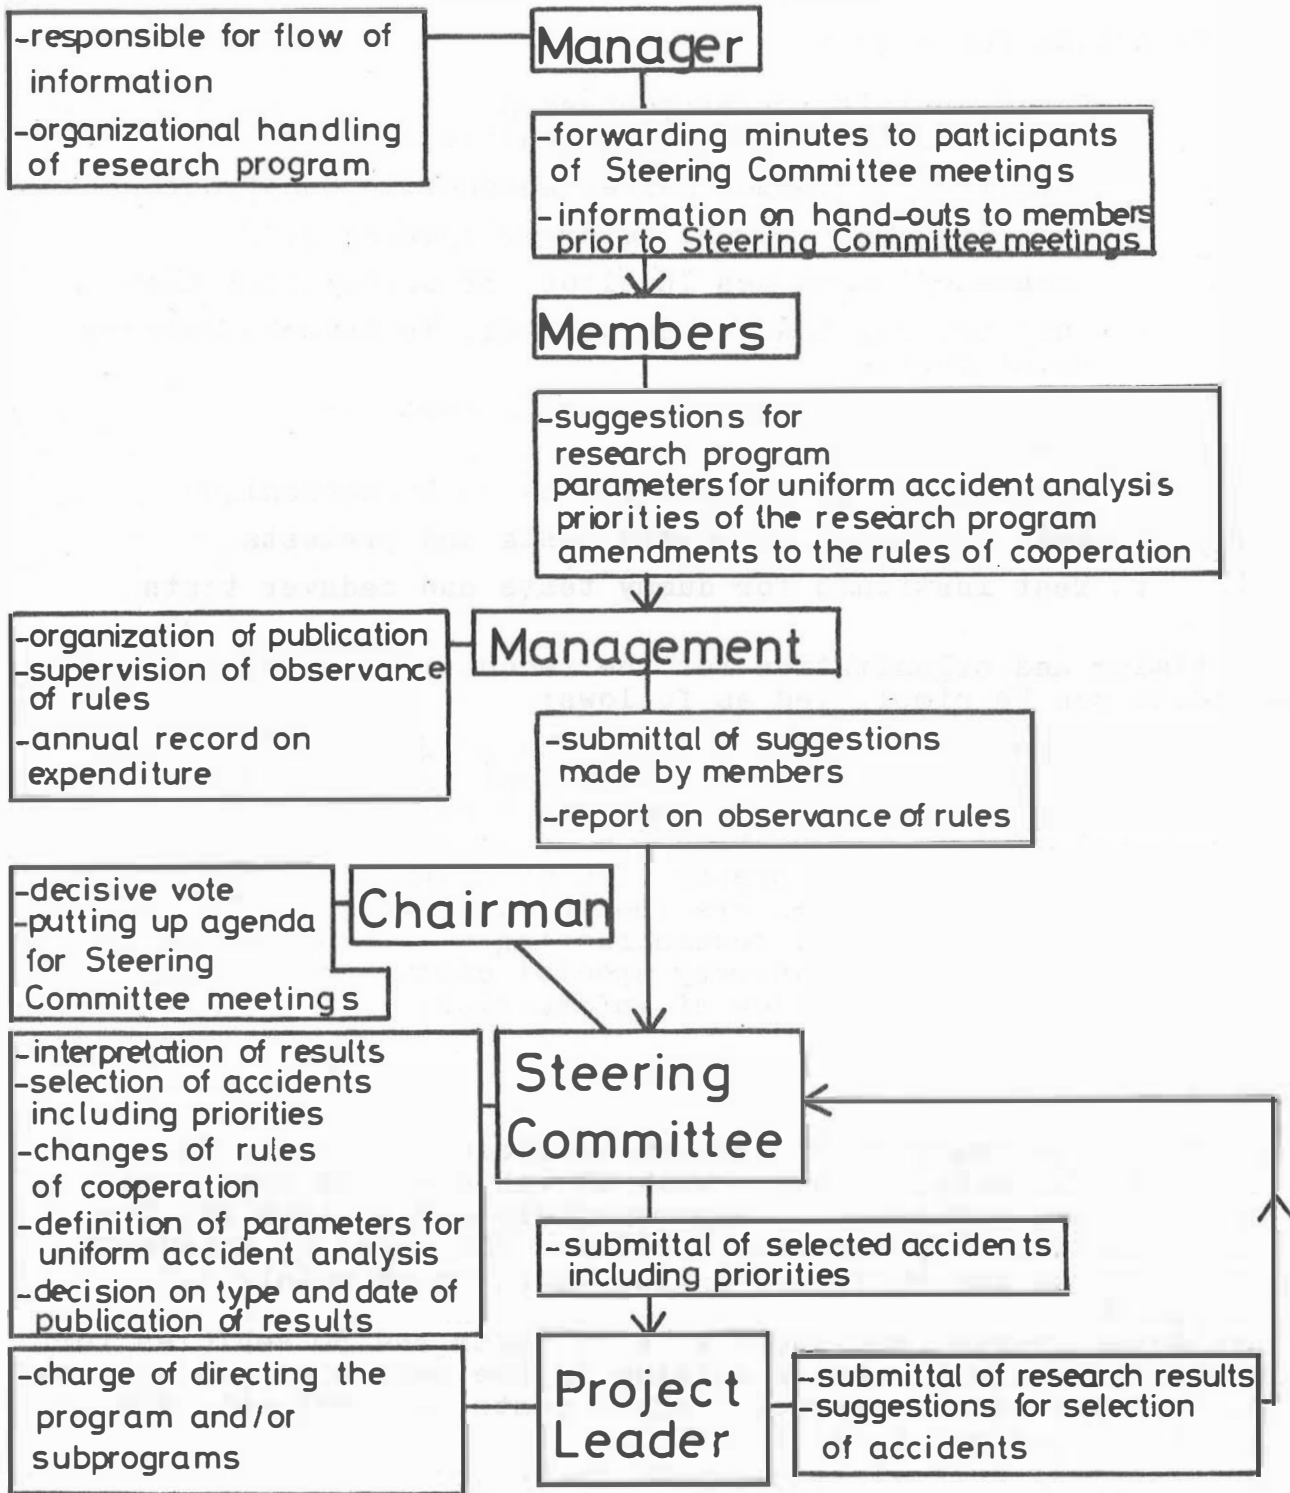 -responsible for flow of
information
-organizational handling
of research program
Manager
-forwarding minutes to participants
of Steering Committee meetings
-information on hand-outs to members
prior to Steering Committee meetings
Members
-suggestions for
research program
parameters for uniform accident analysis
priorities of the research program
amendments to the rules of cooperation
-organization of publication
-supervision of observance
of rules
-annual record on
expenditure
Management
-submittal of suggestions
made by members
-report on observance of rules
-decisive vote
-putting up agenda
for Steering
Committee meetings
Chairman
-interpretation of results
-selection of accidents
including priorities
-changes of rules
of cooperation
-definition of parameters for
uniform accident analysis
-decision on type and date of
publication of results
Steering
Committee
-submittal of selected accidents
including priorities
-charge of directing the
program and/or
subprograms
Project
Leader
-submittal of research results
-suggestions for selection
of accidents